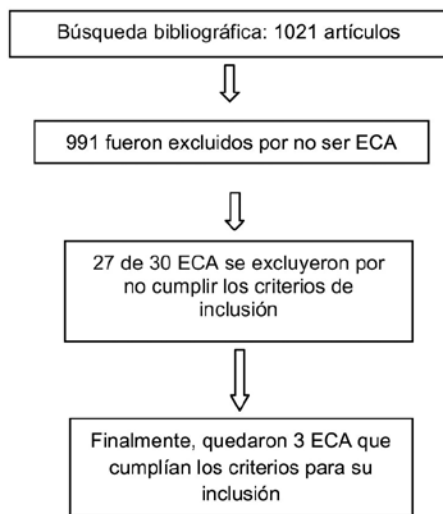 Búsqueda bibliográfica: 1021 artículos
991 fueron excluidos por no ser ECA
27 de 30 ECA se excluyeron por
no cumplir los criterios de
inclusión
Finalmente, quedaron 3 ECA que
cumplían los criterios para su
inclusión